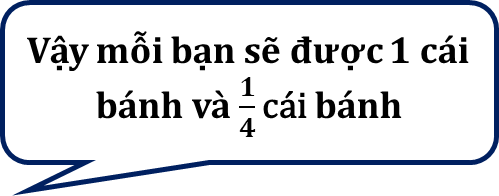 Vậy mỗi bạn sẽ được 1 cái
bánh và 1/4 cái bánh